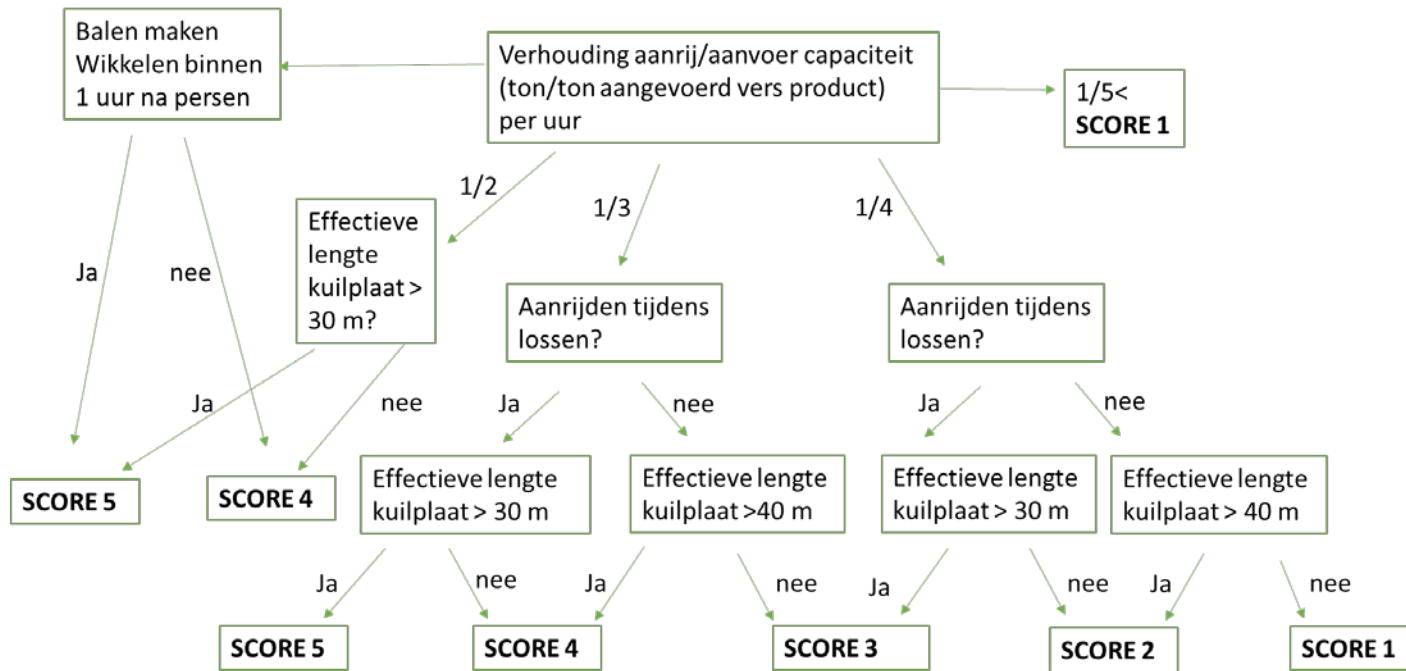 Balen maken
Wikkelen binnen
1 uur na persen
Verhouding aanrij/aanvoer capaciteit
(ton/ton aangevoerd vers product)
per uur
1/5<
SCORE 1
1/2
1/3
1/4
Effectieve
lengte
kuilplaat >
30 m?
Ja
nee
Aanrijden tijdens
lossen?
Aanrijden tijdens
lossen?
Ja
nee
Ja
nee
Ja
nee
SCORE 5
SCORE 4
Effectieve lengte
kuilplaat > 30 m
Effectieve lengte
kuilplaat >40 m
Effectieve lengte
kuilplaat > 30 m
Effectieve lengte
kuilplaat > 40 m
Ja
nee
Ja
nee
Ja
nee
Ja
nee
SCORE 5
SCORE 4
SCORE 3
SCORE 2
SCORE 1